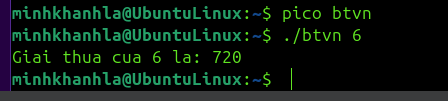 minhkhanhla@UbuntuLinux:~$ pico btvn
minhkhanhla@UbuntuLinux:~$ ./btvn 6
Giai thua cua 6 la: 720
minhkhanhla@UbuntuLinux:~$